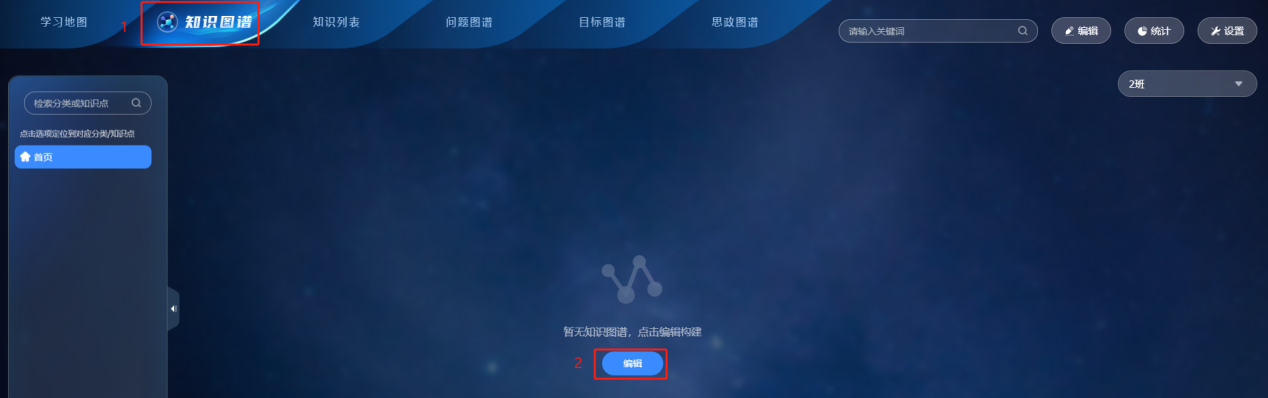 学习地图
1
知识图谱
知识列表
问题图谱
目标图谱
思政图谱
请输入关键词
编辑
统计
设置
2班
检索分类或知识点
点击选项定位到对应分类/知识点
首页
暂无知识图谱，点击编辑构建
2
编辑